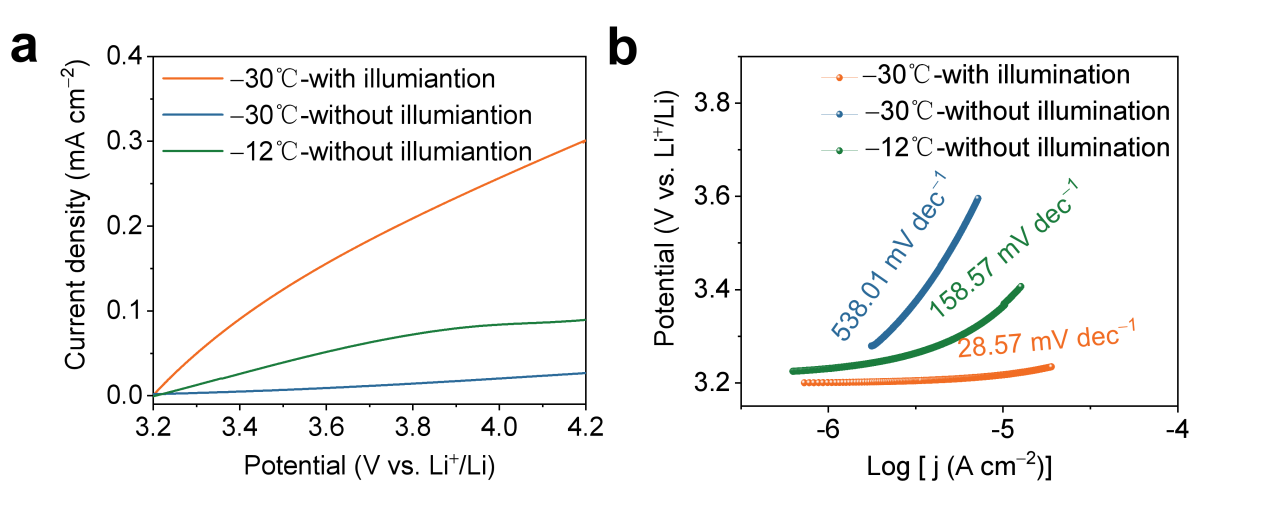 a
Current density (mA cm⁻²)
0.4
0.3
0.2
0.1
0.0
–30℃-with illumiantion
–30℃-without illumiantion
–12℃-without illumiantion
3.2 3.4 3.6 3.8 4.0 4.2
Potential (V vs. Li⁺/Li)
b
Potential (V vs. Li⁺/Li)
3.8
3.6
3.4
3.2
–30℃-with illumination
–30℃-without illumination
–12℃-without illumination
538.01 mV dec⁻¹
158.57 mV dec⁻¹
28.57 mV dec⁻¹
-6 -5 -4
Log [ j (A cm⁻²)]